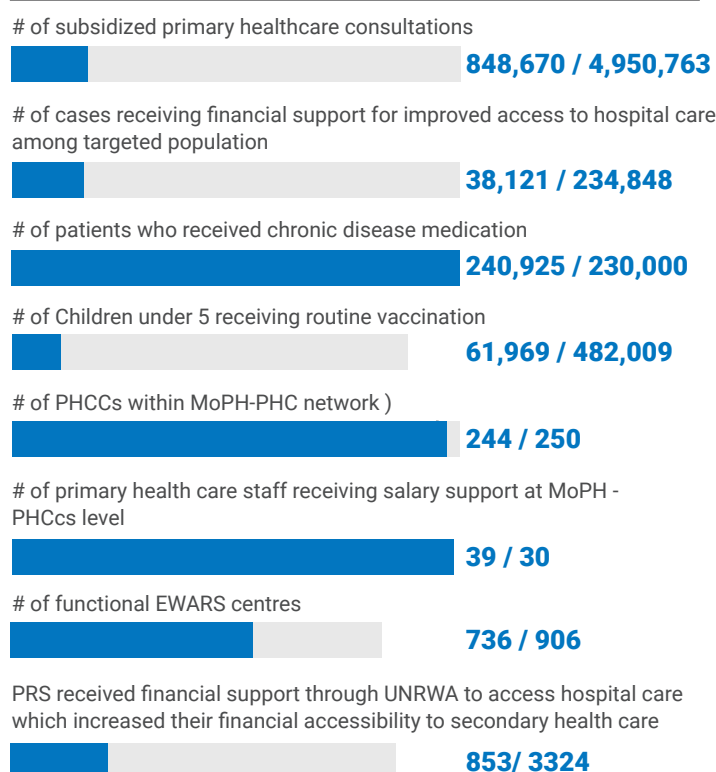 # of subsidized primary healthcare consultations
848,670 / 4,950,763
# of cases receiving financial support for improved access to hospital care
among targeted population
38,121 / 234,848
# of patients who received chronic disease medication
240,925 / 230,000
# of Children under 5 receiving routine vaccination
61,969 / 482,009
# of PHCCs within MoPH-PHC network )
244 / 250
# of primary health care staff receiving salary support at MoPH -
PHCcs level
39 / 30
# of functional EWARS centres
736 / 906
PRS received financial support through UNRWA to access hospital care
which increased their financial accessibility to secondary health care
853/ 3324